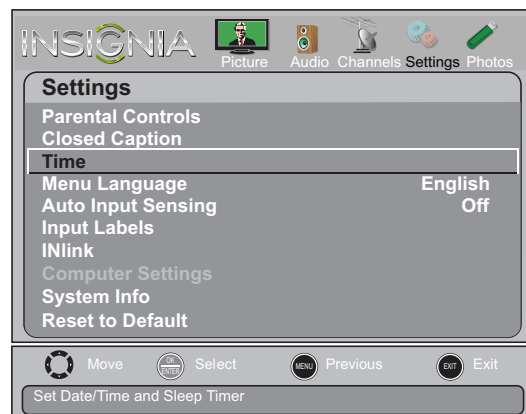 INSIGNIA
Picture Audio Channels Settings Photos
Settings
Parental Controls
Closed Caption
Time
Menu Language English
Auto Input Sensing Off
Input Labels
INlink
Computer Settings
System Info
Reset to Default
Move OK ENTER Select MENU Previous EXIT Exit
Set Date/Time and Sleep Timer